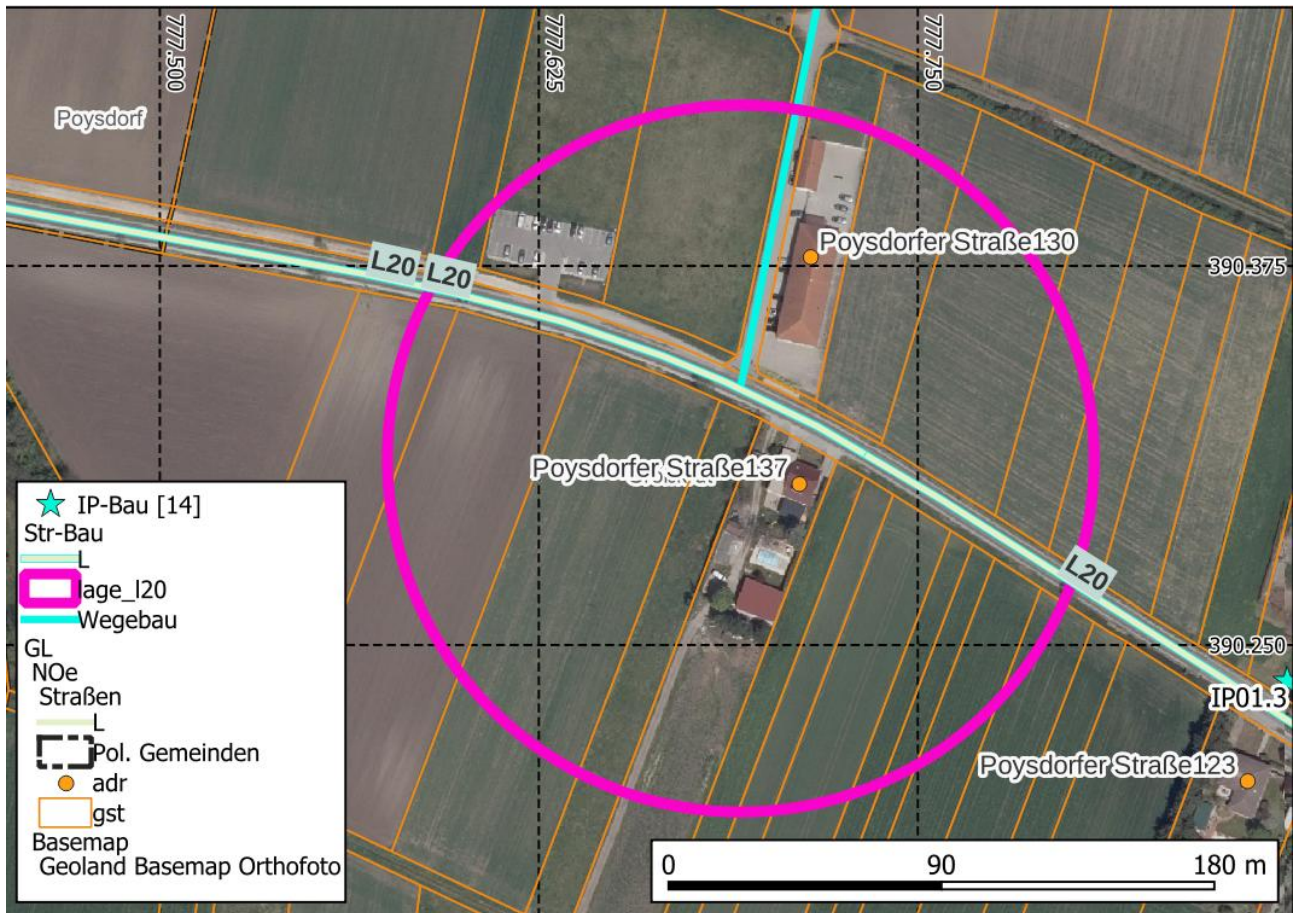 777.500
777.625
777.750
Poysdorf
Poysdorfer Straße130
L20
L20
390.375
Poysdorfer Straße137
L20
390.250
IP01.3
Poysdorfer Straße123
IP-Bau [14]
Str-Bau
L
lage_l20
Wegebau
GL
NOe
Straßen
L
Pol. Gemeinden
adr
gst
Basemap
Geoland Basemap Orthofoto
0 90 180 m